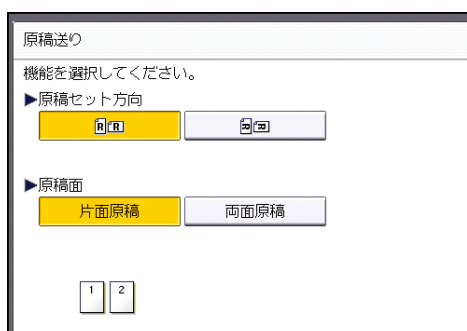 原稿送り
機能を選択してください。
▶原稿セット方向
R R R R
▶原稿面
片面原稿 両面原稿
1 2